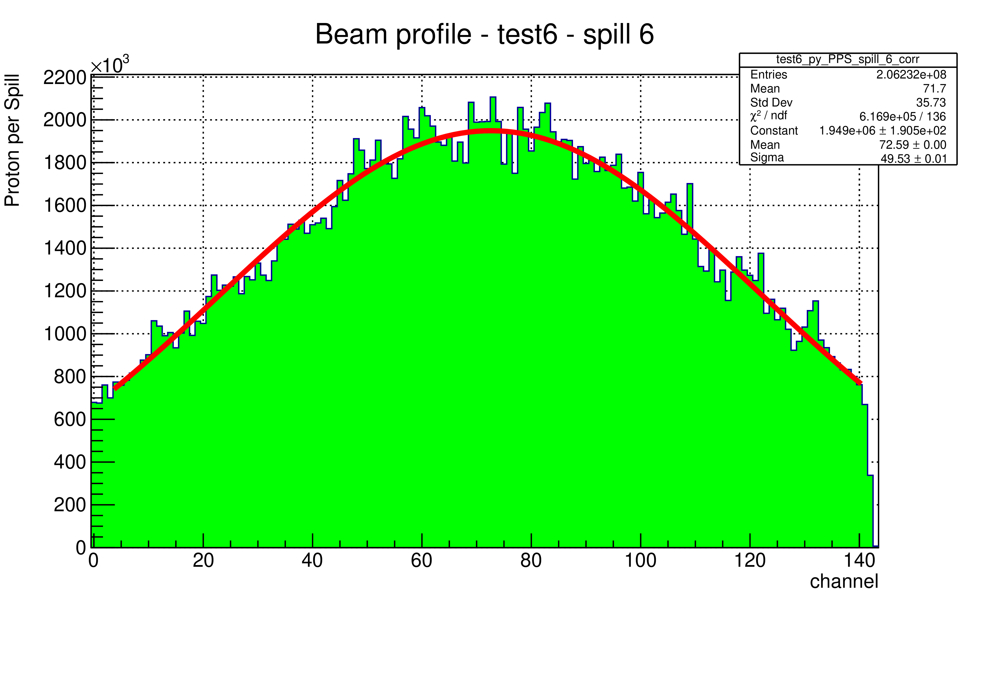 Beam profile - test6 - spill 6
×10³
Proton per Spill
test6_py_PPS_spill_6_corr
Entries 2.06232e+08
Mean 71.7
Std Dev 35.73
χ² / ndf 6.169e+05 / 136
Constant 1.949e+06 ± 1.905e+02
Mean 72.59 ± 0.00
Sigma 49.53 ± 0.01
2200
2000
1800
1600
1400
1200
1000
800
600
400
200
0
0 20 40 60 80 100 120 140
channel